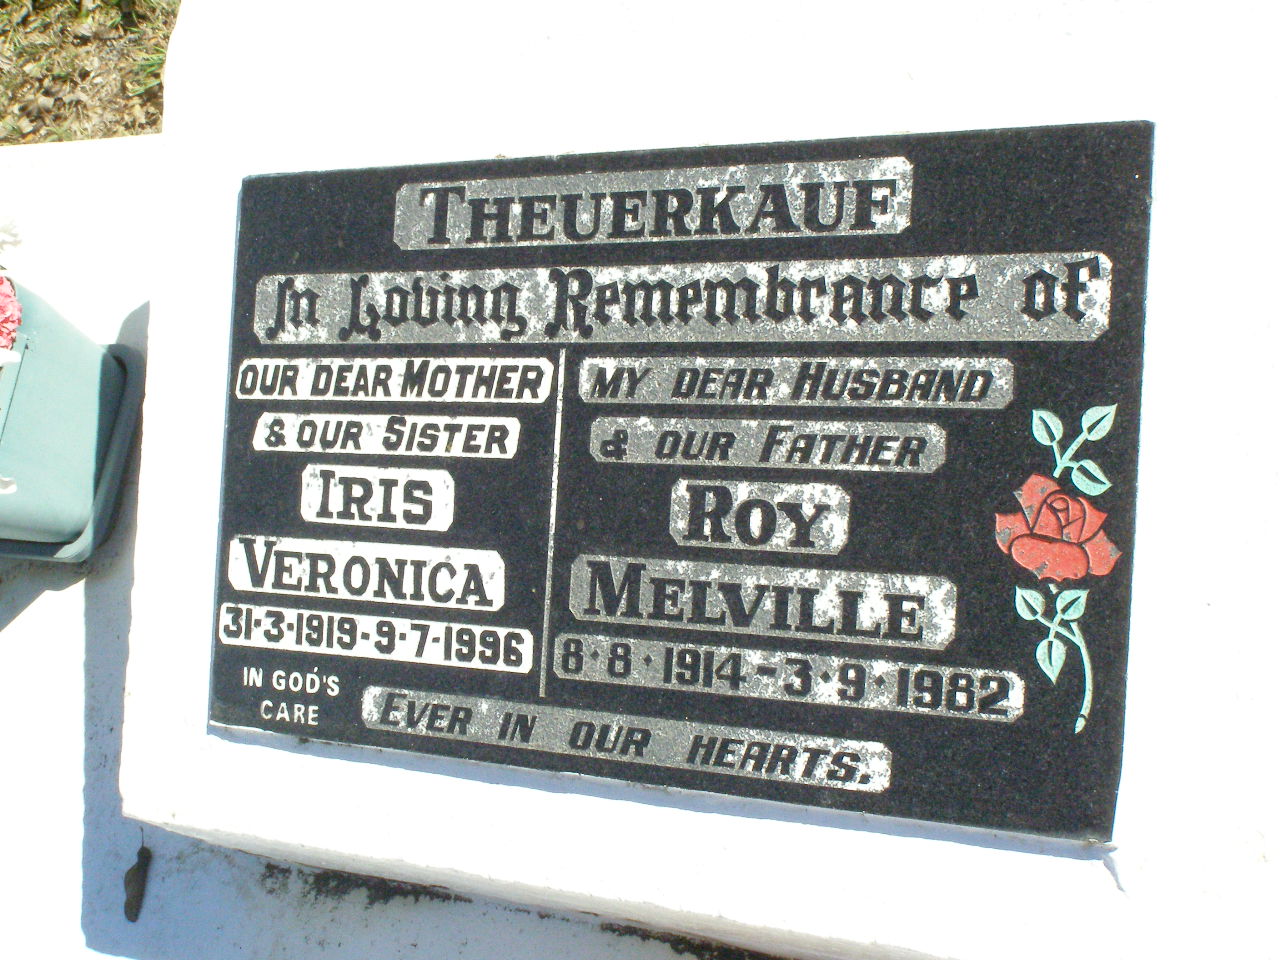 THEUERKAUF
In Loving Remembrance of
OUR DEAR MOTHER
& OUR SISTER
IRIS
VERONICA
31-3-1919-9-7-1996
IN GOD'S
CARE
MY DEAR HUSBAND
& OUR FATHER
ROY
MELVILLE
8·8·1914-3·9·1982
EVER IN OUR HEARTS.